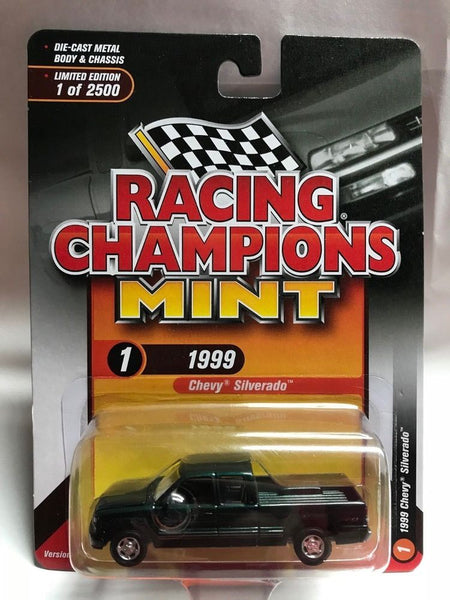 • DIE-CAST METAL
BODY & CHASSIS
• LIMITED EDITION
1 of 2500
RACING
CHAMPIONS®
MINT
1 1999
Chevy® Silverado™
1999 Chevy® Silverado™
1
Version